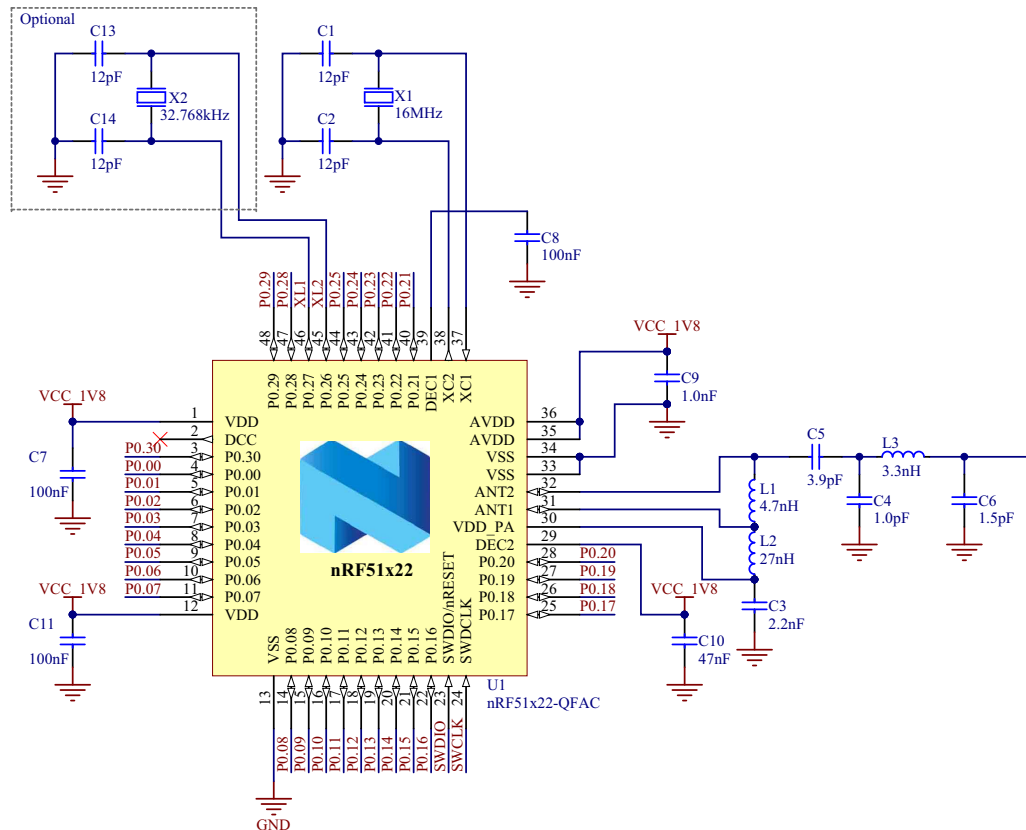 Optional
C13
12pF
X2
32.768kHz
C14
12pF
C1
12pF
X1
16MHz
C2
12pF
C8
100nF
P0.29
P0.28
XL1
XL2
P0.25
P0.24
P0.23
P0.22
P0.21
48
47
46
45
44
43
42
41
40
39
38
37
P0.29
P0.28
P0.27
P0.26
P0.25
P0.24
P0.23
P0.22
P0.21
DEC1
XC2
XC1
VCC_1V8
C9
1.0nF
VCC_1V8
C7
100nF
1 VDD
2 DCC
P0.30 3 P0.30
P0.00 4 P0.00
P0.01 5 P0.01
P0.02 6 P0.02
P0.03 7 P0.03
P0.04 8 P0.04
P0.05 9 P0.05
P0.06 10 P0.06
P0.07 11 P0.07
12 VDD
VCC_1V8
C11
100nF
nRF51x22
AVDD 36
AVDD 35
VSS 34
VSS 33
ANT2 32
ANT1 31
VDD_PA 30
DEC2 29
P0.20 28 P0.20
P0.19 27 P0.19
P0.18 26 P0.18
P0.17 25 P0.17
C5
3.9pF
L3
3.3nH
L1
4.7nH
C4
1.0pF
C6
1.5pF
L2
27nH
C3
2.2nF
VCC_1V8
C10
47nF
VSS
P0.08
P0.09
P0.10
P0.11
P0.12
P0.13
P0.14
P0.15
P0.16
SWDIO/nRESET
SWDCLK
U1
nRF51x22-QFAC
13
14
15
16
17
18
19
20
21
22
23
24
P0.08
P0.09
P0.10
P0.11
P0.12
P0.13
P0.14
P0.15
P0.16
SWDIO
SWCLK
GND